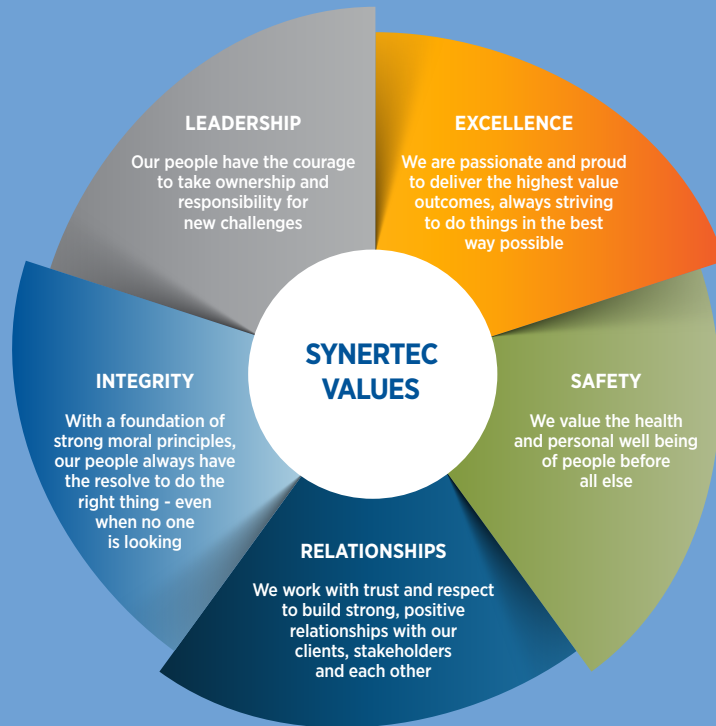 LEADERSHIP
Our people have the courage
to take ownership and
responsibility for
new challenges
EXCELLENCE
We are passionate and proud
to deliver the highest value
outcomes, always striving
to do things in the best
way possible
SYNERTEC
VALUES
INTEGRITY
With a foundation of
strong moral principles,
our people always have
the resolve to do the
right thing - even
when no one
is looking
SAFETY
We value the health
and personal well being
of people before
all else
RELATIONSHIPS
We work with trust and respect
to build strong, positive
relationships with our
clients, stakeholders
and each other